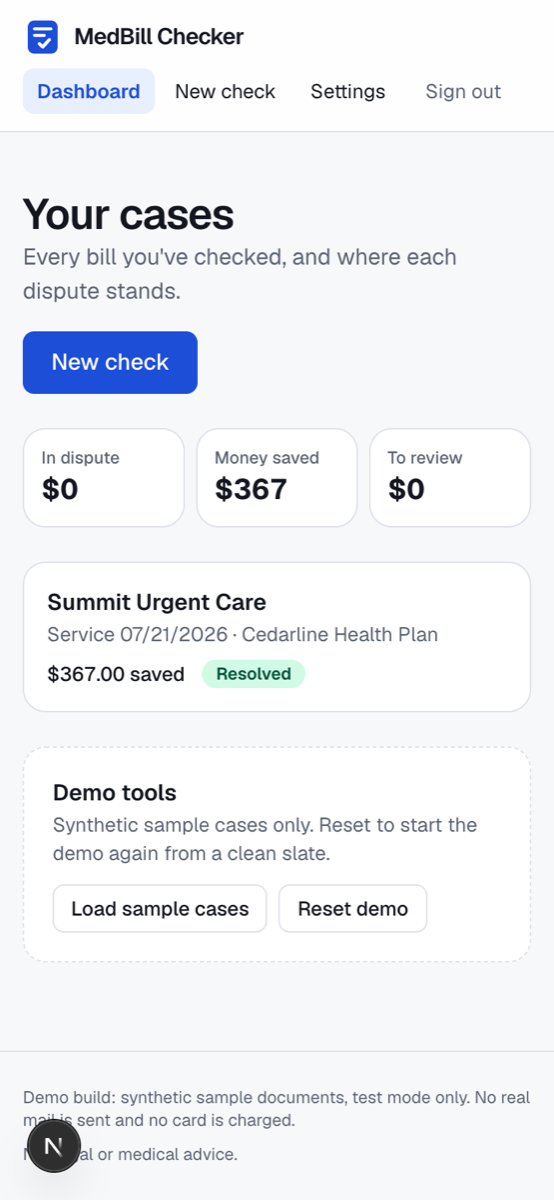 MedBill Checker
Dashboard New check Settings Sign out
Your cases
Every bill you've checked, and where each
dispute stands.
New check
In dispute Money saved To review
$0 $367 $0
Summit Urgent Care
Service 07/21/2026 · Cedarline Health Plan
$367.00 saved Resolved
Demo tools
Synthetic sample cases only. Reset to start the
demo again from a clean slate.
Load sample cases Reset demo
Demo build: synthetic sample documents, test mode only. No real
is sent and no card is charged.
N
or medical advice.